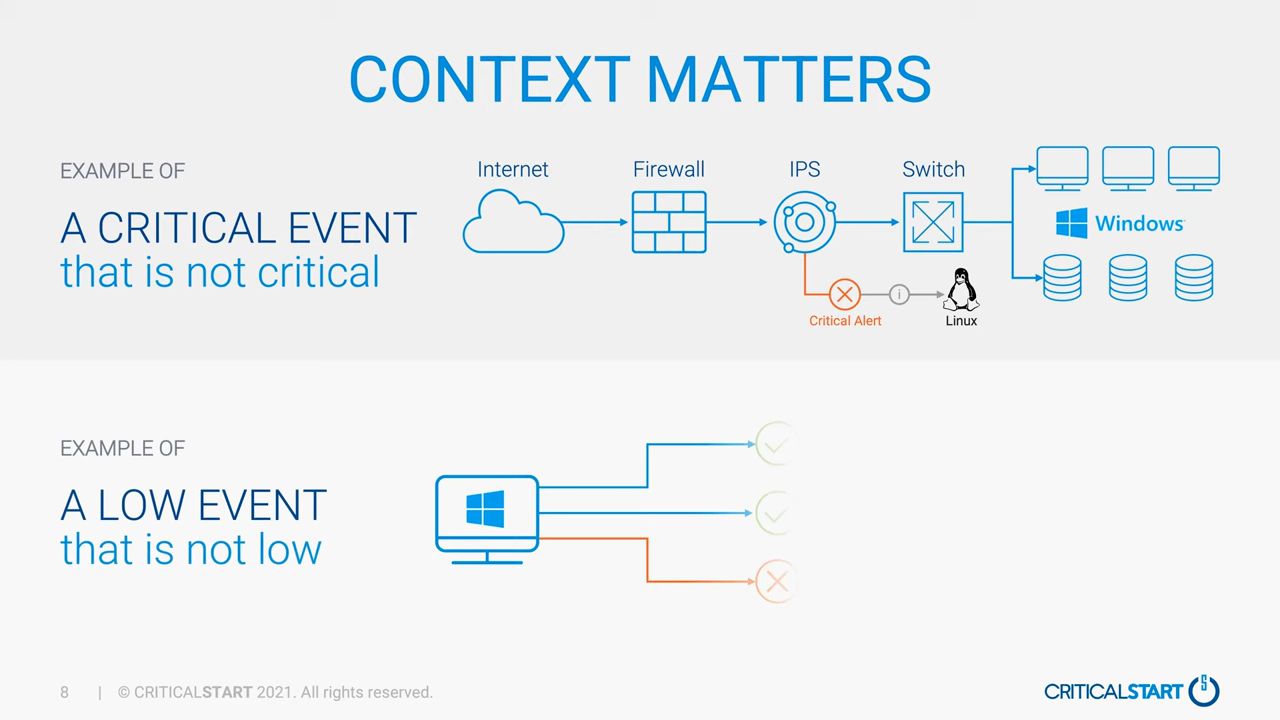 CONTEXT MATTERS
EXAMPLE OF
A CRITICAL EVENT
that is not critical
Internet
Firewall
IPS
Switch
Windows
i
Critical Alert
Linux
EXAMPLE OF
A LOW EVENT
that is not low
8 | © CRITICALSTART 2021. All rights reserved.
CRITICALSTART